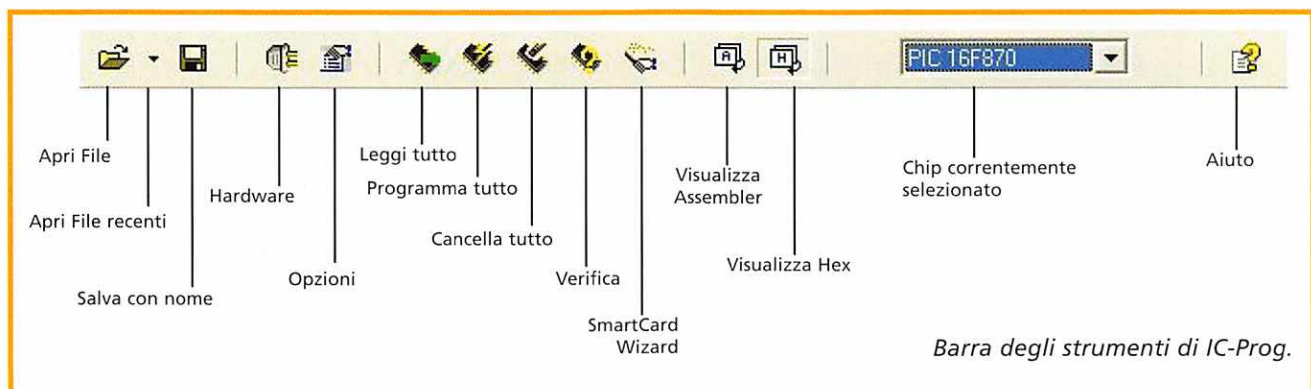 PIC 16F870
Apri File
Leggi tutto
Visualizza
Assembler
Chip correntemente
selezionato
Aiuto
Hardware
Programma tutto
Apri File recenti
Cancella tutto
Visualizza Hex
Opzioni
Verifica
Salva con nome
SmartCard
Wizard
Barra degli strumenti di IC-Prog.